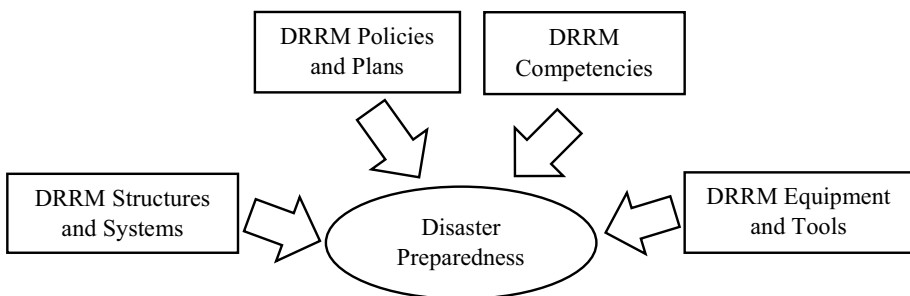 DRRM Policies
and Plans
DRRM
Competencies
DRRM Structures
and Systems
Disaster
Preparedness
DRRM Equipment
and Tools